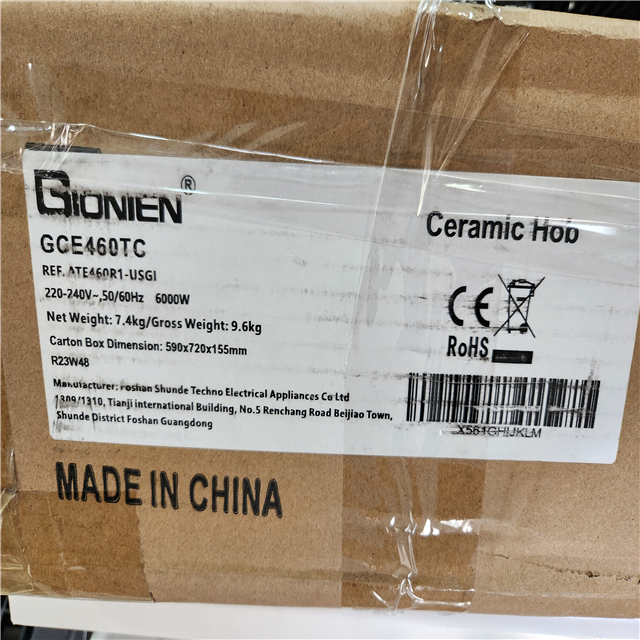 GIONIEN®
GCE460TC
REF. ATE460R1-USGI
220-240V~,50/60Hz 6000W
Net Weight: 7.4kg/Gross Weight: 9.6kg
Carton Box Dimension: 590x720x155mm
R23W48
Manufacturer: Foshan Shunde Techno Electrical Appliances Co Ltd
1309/1310, Tianji international Building, No.5 Renchang Road Beijiao Town,
Shunde District Foshan Guangdong
Ceramic Hob
CE
RoHS
X561GHIJKLM
MADE IN CHINA